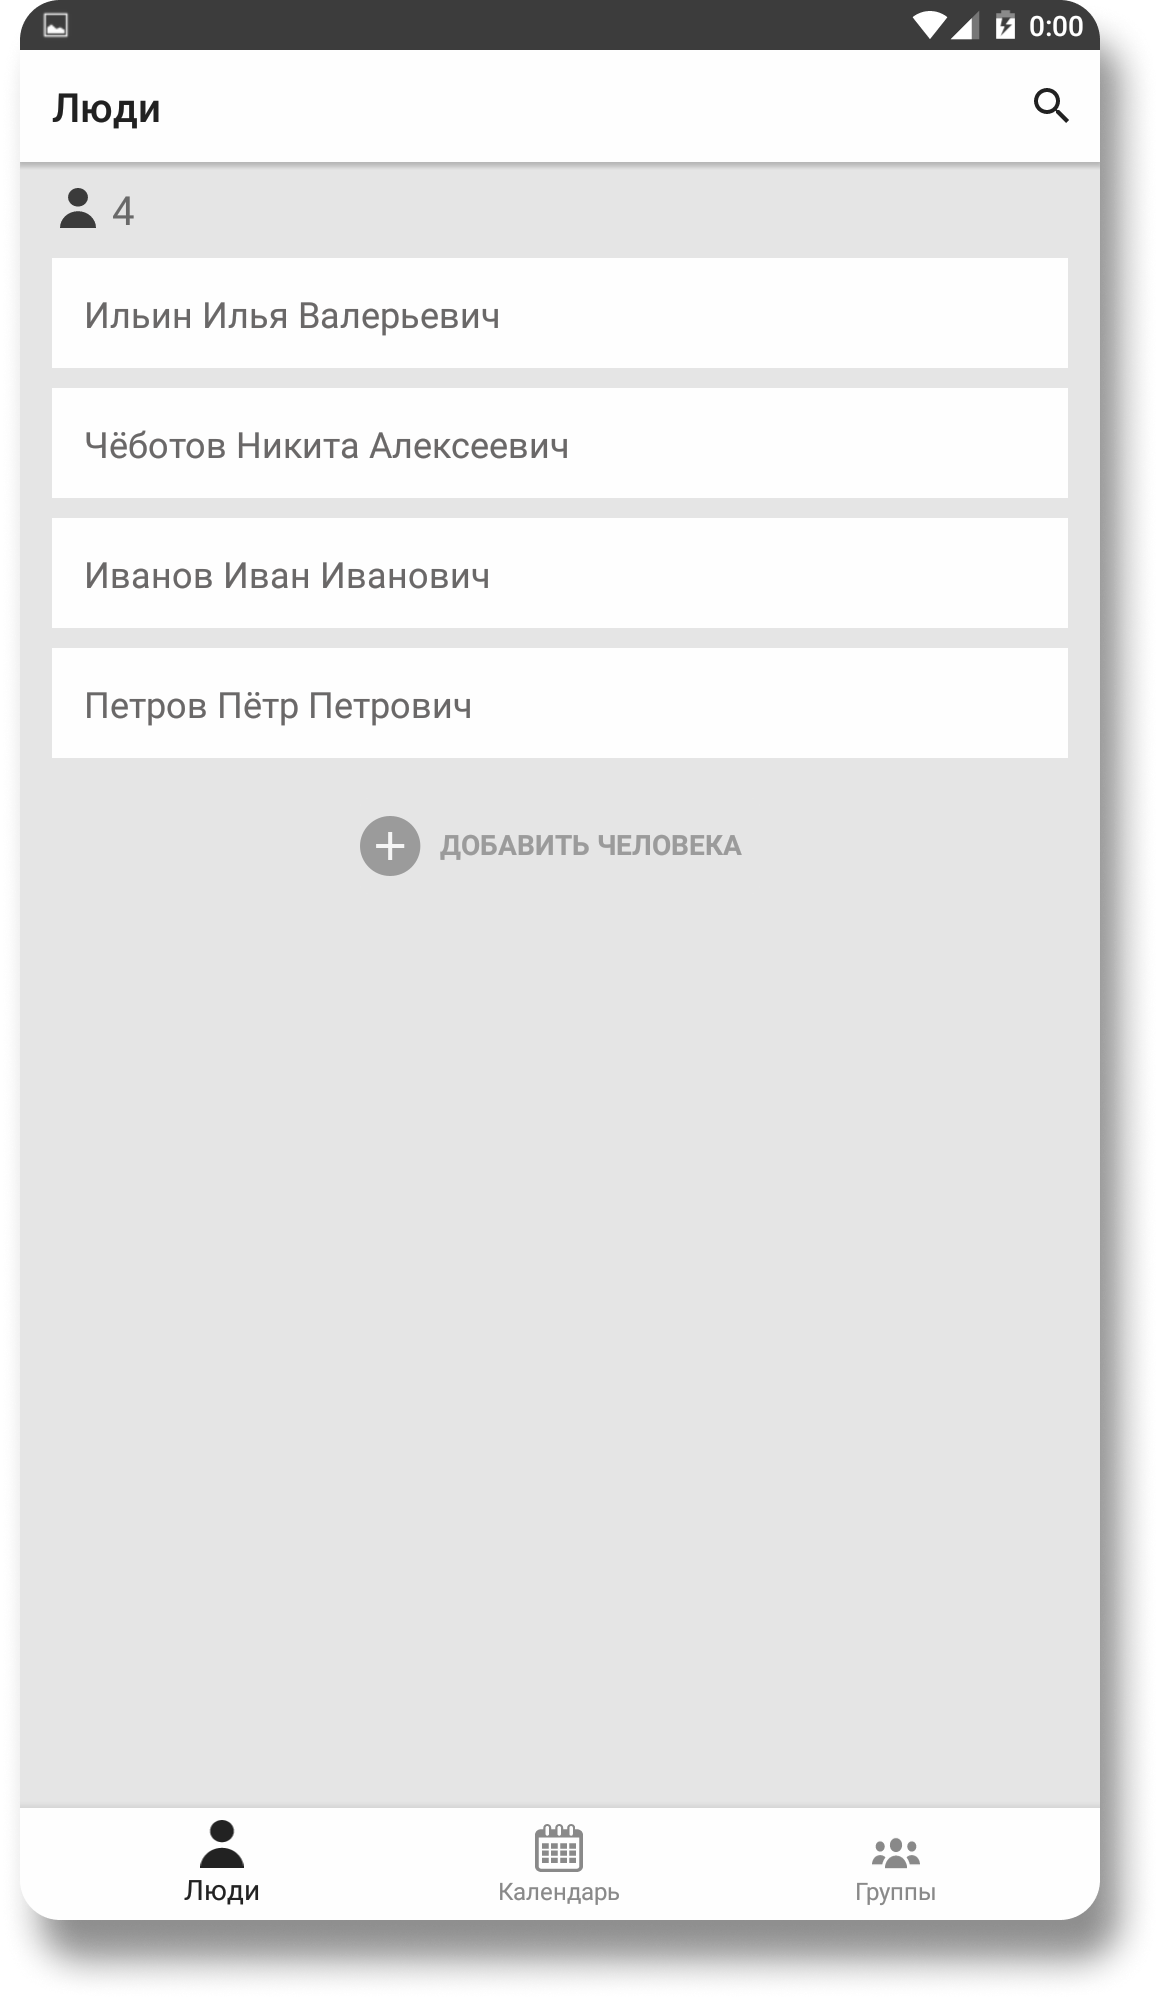 0:00
Люди
4
Ильин Илья Валерьевич
Чёботов Никита Алексеевич
Иванов Иван Иванович
Петров Пётр Петрович
ДОБАВИТЬ ЧЕЛОВЕКА
Люди
Календарь
Группы